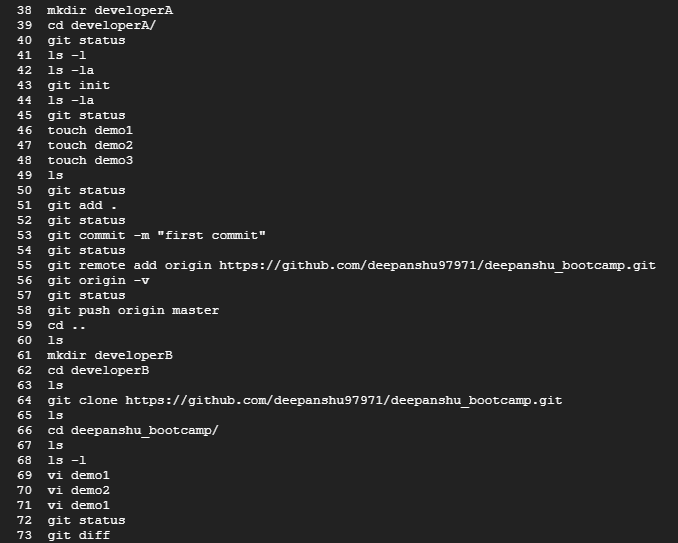 38 mkdir developerA
39 cd developerA/
40 git status
41 ls -l
42 ls -la
43 git init
44 ls -la
45 git status
46 touch demo1
47 touch demo2
48 touch demo3
49 ls
50 git status
51 git add .
52 git status
53 git commit -m "first commit"
54 git status
55 git remote add origin https://github.com/deepanshu97971/deepanshu_bootcamp.git
56 git origin -v
57 git status
58 git push origin master
59 cd ..
60 ls
61 mkdir developerB
62 cd developerB
63 ls
64 git clone https://github.com/deepanshu97971/deepanshu_bootcamp.git
65 ls
66 cd deepanshu_bootcamp/
67 ls
68 ls -l
69 vi demo1
70 vi demo2
71 vi demo1
72 git status
73 git diff